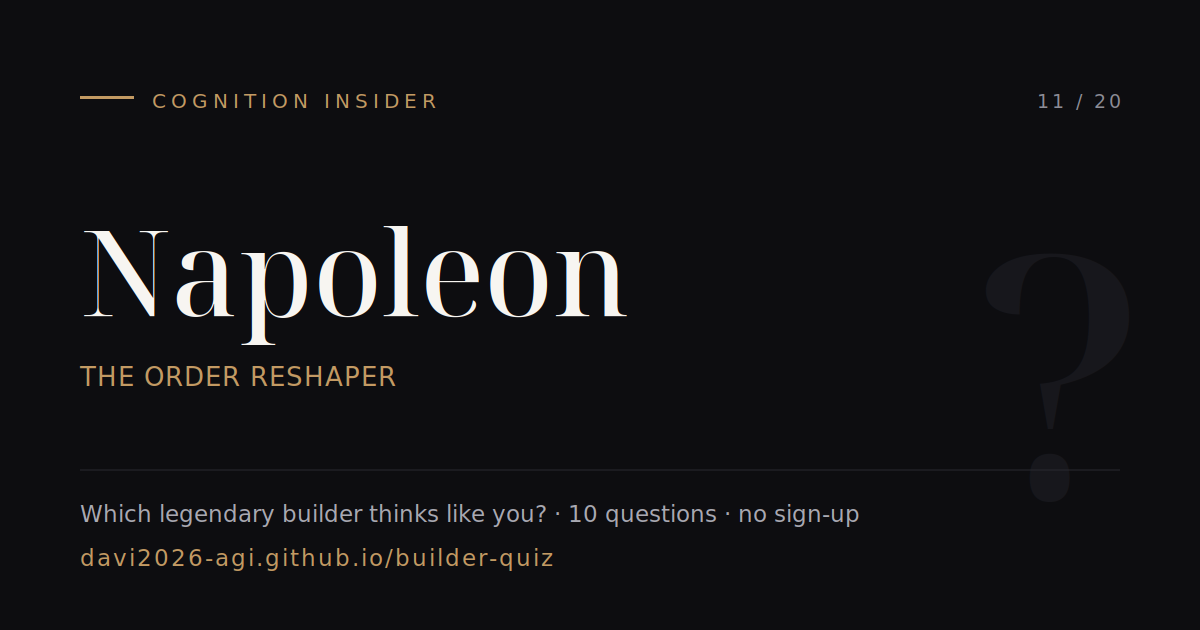 COGNITION INSIDER
11 / 20
Napoleon
THE ORDER RESHAPER
?
Which legendary builder thinks like you? · 10 questions · no sign-up
davi2026-agi.github.io/builder-quiz